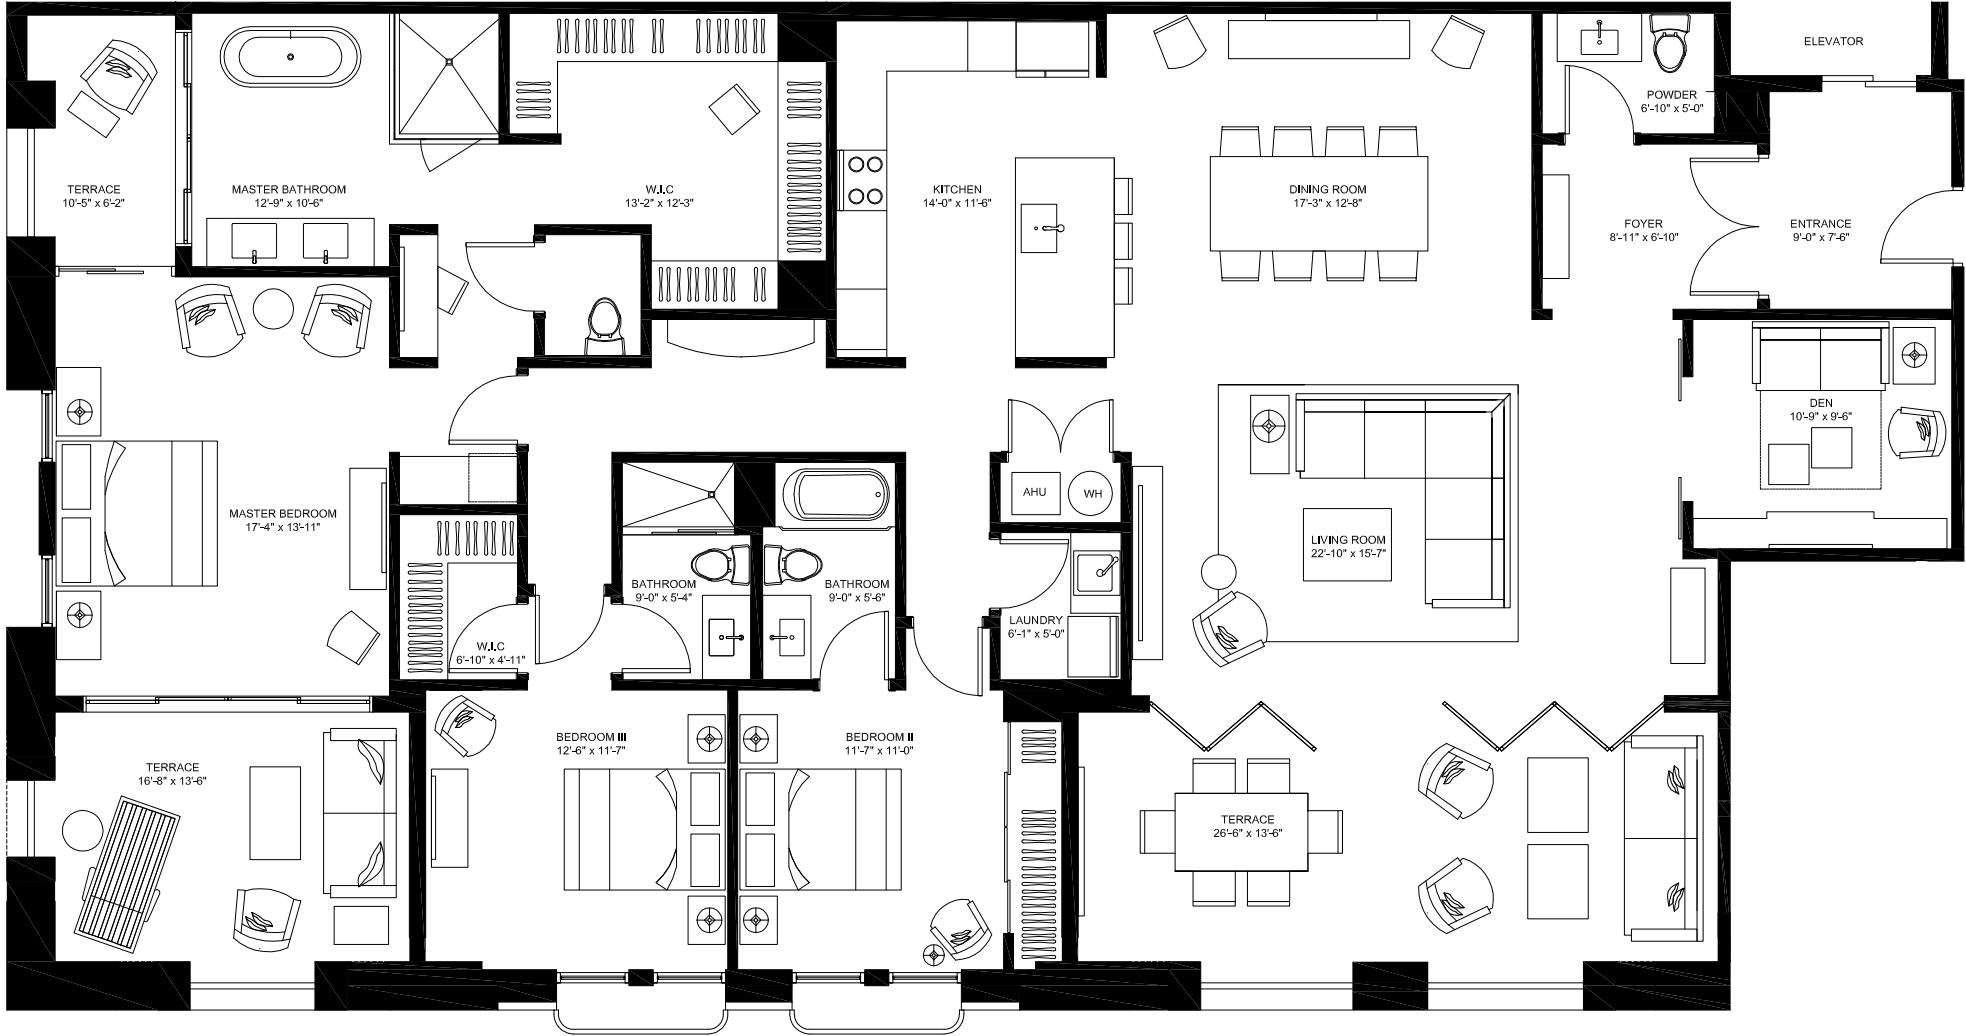 ELEVATOR
POWDER
6'-10" x 5'-0"
TERRACE
10'-5" x 6'-2"
MASTER BATHROOM
12'-9" x 10'-6"
W.I.C
13'-2" x 12'-3"
KITCHEN
14'-0" x 11'-6"
DINING ROOM
17'-3" x 12'-8"
FOYER
8'-11" x 6'-10"
ENTRANCE
9'-0" x 7'-6"
DEN
10'-9" x 9'-6"
MASTER BEDROOM
17'-4" x 13'-11"
AHU
WH
LIVING ROOM
22'-10" x 15'-7"
BATHROOM
9'-0" x 5'-4"
BATHROOM
9'-0" x 5'-6"
LAUNDRY
6'-1" x 5'-0"
W.I.C
6'-10" x 4'-11"
BEDROOM III
12'-6" x 11'-7"
BEDROOM II
11'-7" x 11'-0"
TERRACE
16'-8" x 13'-6"
TERRACE
26'-6" x 13'-6"